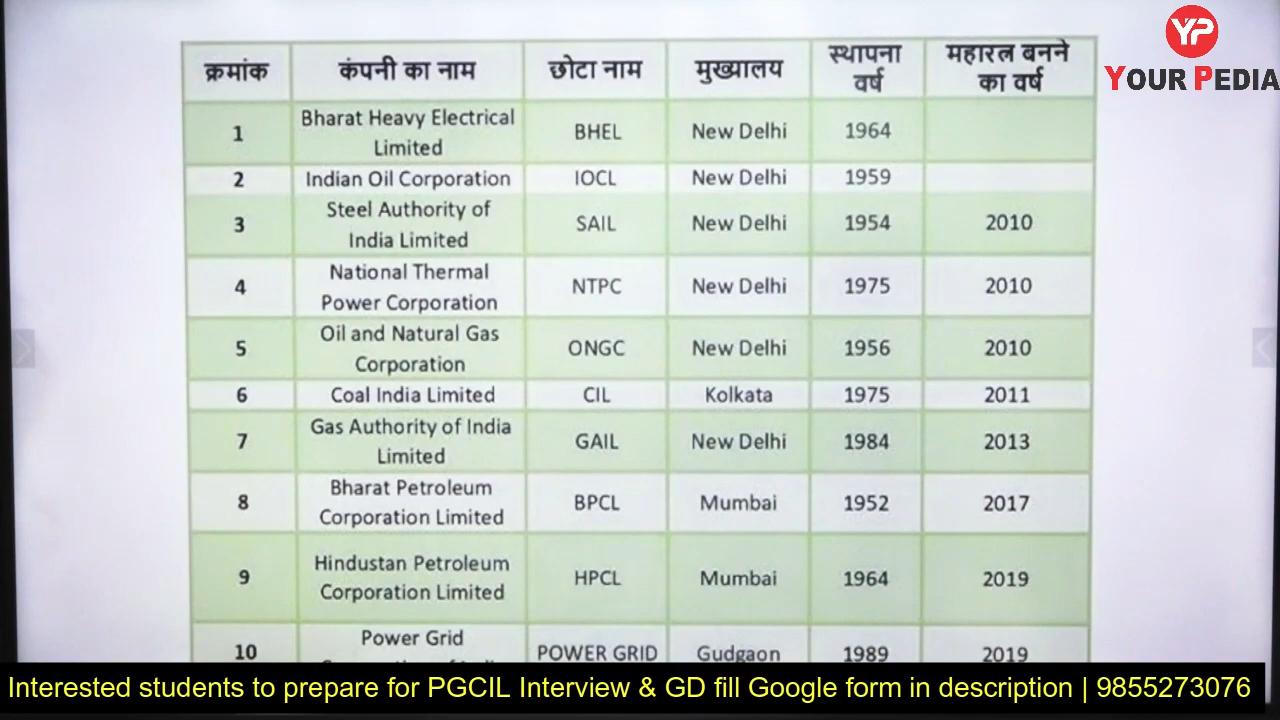 YP
YOUR PEDIA
क्रमांक कंपनी का नाम छोटा नाम मुख्यालय स्थापना वर्ष महारत्न बनने का वर्ष
1 Bharat Heavy Electrical Limited BHEL New Delhi 1964
2 Indian Oil Corporation IOCL New Delhi 1959
3 Steel Authority of India Limited SAIL New Delhi 1954 2010
4 National Thermal Power Corporation NTPC New Delhi 1975 2010
5 Oil and Natural Gas Corporation ONGC New Delhi 1956 2010
6 Coal India Limited CIL Kolkata 1975 2011
7 Gas Authority of India Limited GAIL New Delhi 1984 2013
8 Bharat Petroleum Corporation Limited BPCL Mumbai 1952 2017
9 Hindustan Petroleum Corporation Limited HPCL Mumbai 1964 2019
10 Power Grid POWER GRID Gudgaon 1989 2019
Interested students to prepare for PGCIL Interview & GD fill Google form in description | 9855273076